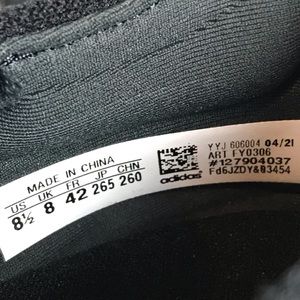 MADE IN CHINA
US UK FR JP CHN
8½ 8 42 265 260
adidas
YYJ 606004 04/21
ART FY0306
#127904037
Fd6JZDY&03454